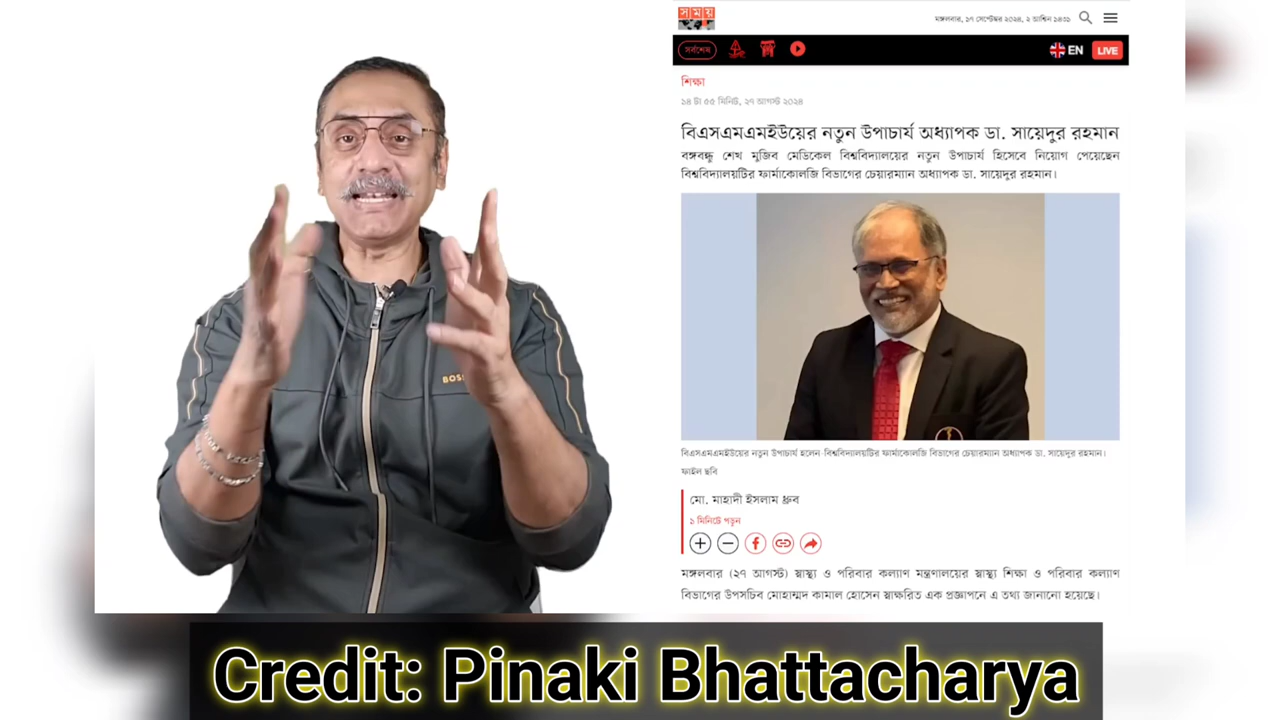 সময়
মঙ্গলবার, ১৭ সেপ্টেম্বর ২০২৪, ২ আশ্বিন ১৪৩১
সর্বশেষ
EN
LIVE
শিক্ষা
১৪ টা ৫৫ মিনিট, ২৭ আগস্ট ২০২৪
বিএসএমএমইউয়ের নতুন উপাচার্য অধ্যাপক ডা. সায়েদুর রহমান
বঙ্গবন্ধু শেখ মুজিব মেডিকেল বিশ্ববিদ্যালয়ের নতুন উপাচার্য হিসেবে নিয়োগ পেয়েছেন
বিশ্ববিদ্যালয়টির ফার্মাকোলজি বিভাগের চেয়ারম্যান অধ্যাপক ডা. সায়েদুর রহমান।
বিএসএমএমইউয়ের নতুন উপাচার্য হলেন-বিশ্ববিদ্যালয়টির ফার্মাকোলজি বিভাগের চেয়ারম্যান অধ্যাপক ডা. সায়েদুর রহমান।
ফাইল ছবি
মো. মাহাদী ইসলাম ধ্রুব
১ মিনিটে পড়ুন
মঙ্গলবার (২৭ আগস্ট) স্বাস্থ্য ও পরিবার কল্যাণ মন্ত্রণালয়ের স্বাস্থ্য শিক্ষা ও পরিবার কল্যাণ
বিভাগের উপসচিব মোহাম্মদ কামাল হোসেন স্বাক্ষরিত এক প্রজ্ঞাপনে এ তথ্য জানানো হয়েছে।
Credit: Pinaki Bhattacharya